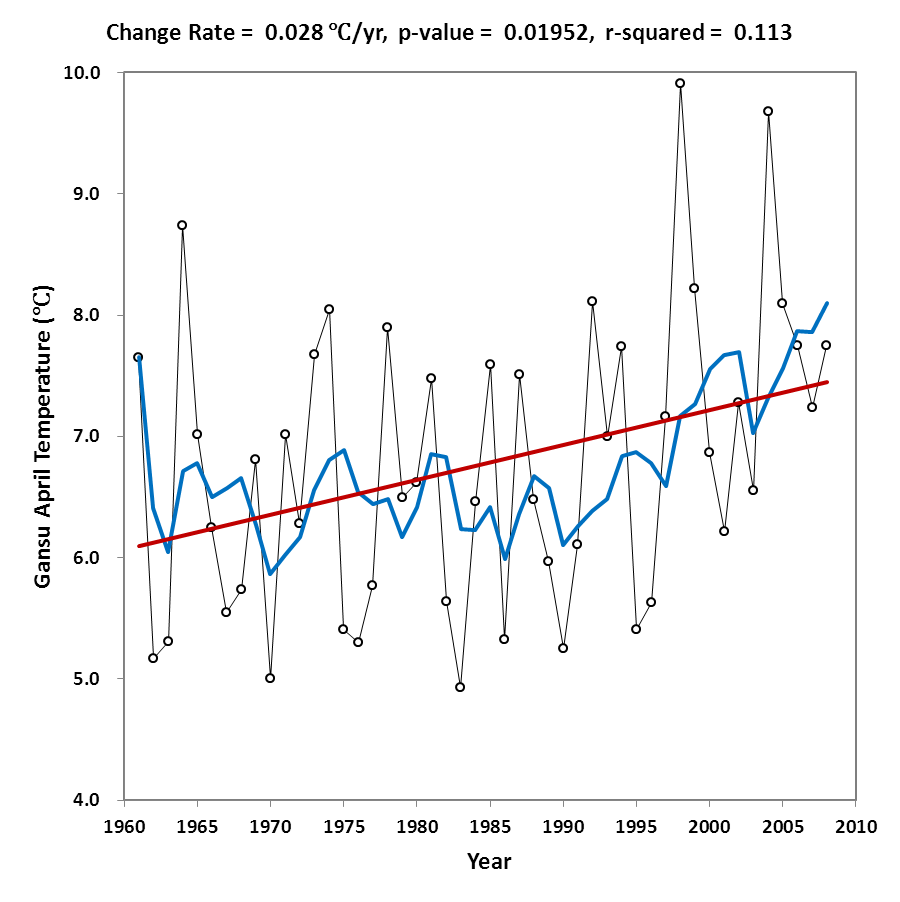 Change Rate = 0.028 ℃/yr, p-value = 0.01952, r-squared = 0.113
10.0
9.0
8.0
7.0
6.0
5.0
4.0
Gansu April Temperature (℃)
1960 1965 1970 1975 1980 1985 1990 1995 2000 2005 2010
Year